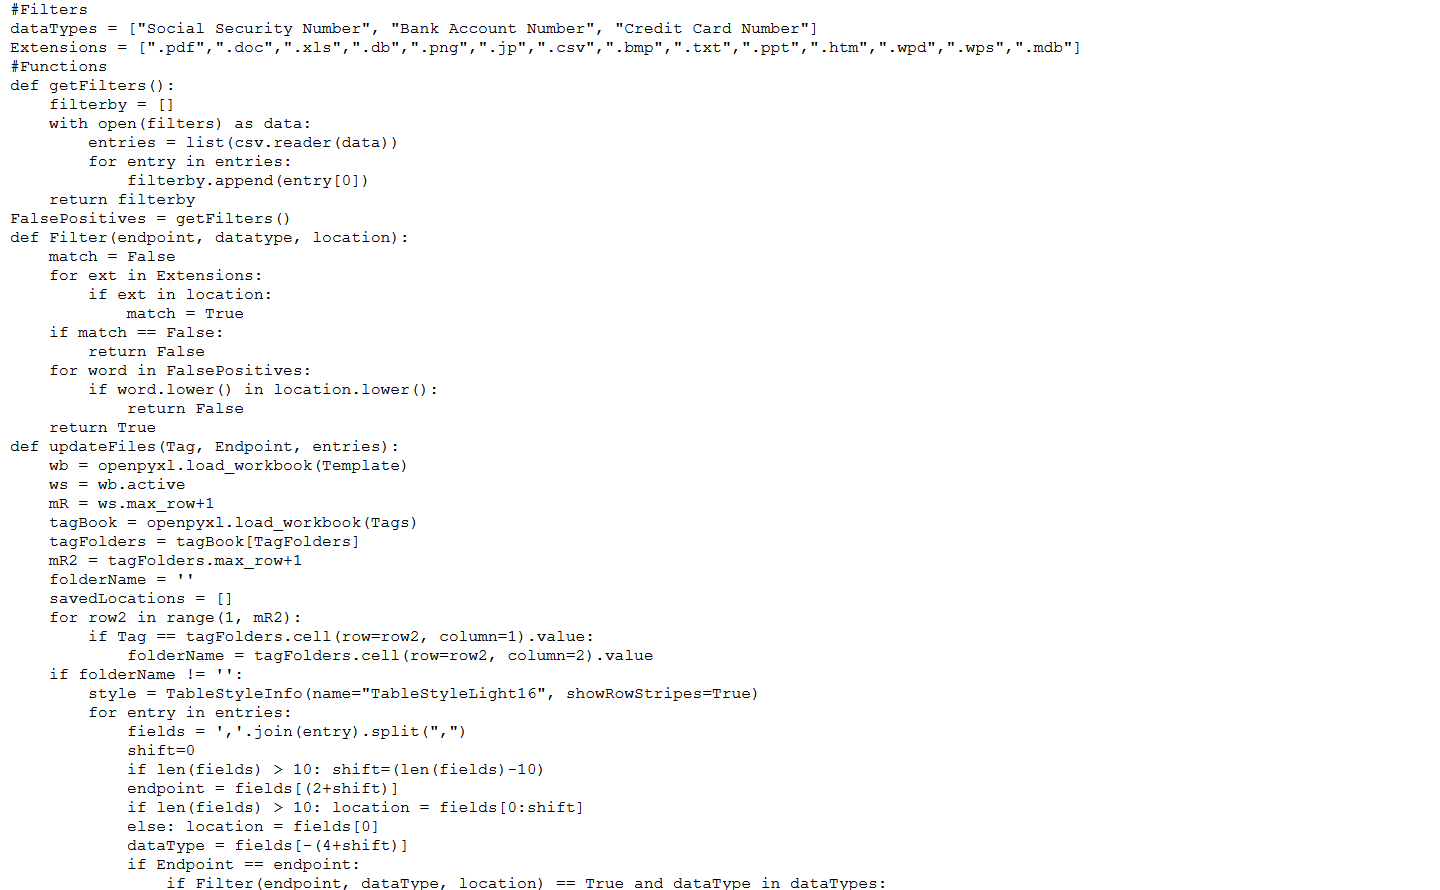 #Filters
dataTypes = ["Social Security Number", "Bank Account Number", "Credit Card Number"]
Extensions = [".pdf",".doc",".xls",".db",".png",".jp",".csv",".bmp",".txt",".ppt",".htm",".wpd",".wps",".mdb"]
#Functions
def getFilters():
    filterby = []
    with open(filters) as data:
        entries = list(csv.reader(data))
        for entry in entries:
            filterby.append(entry[0])
    return filterby
FalsePositives = getFilters()
def Filter(endpoint, datatype, location):
    match = False
    for ext in Extensions:
        if ext in location:
            match = True
    if match == False:
        return False
    for word in FalsePositives:
        if word.lower() in location.lower():
            return False
    return True
def updateFiles(Tag, Endpoint, entries):
    wb = openpyxl.load_workbook(Template)
    ws = wb.active
    mR = ws.max_row+1
    tagBook = openpyxl.load_workbook(Tags)
    tagFolders = tagBook[TagFolders]
    mR2 = tagFolders.max_row+1
    folderName = ''
    savedLocations = []
    for row2 in range(1, mR2):
        if Tag == tagFolders.cell(row=row2, column=1).value:
            folderName = tagFolders.cell(row=row2, column=2).value
    if folderName != '':
        style = TableStyleInfo(name="TableStyleLight16", showRowStripes=True)
        for entry in entries:
            fields = ','.join(entry).split(",")
            shift=0
            if len(fields) > 10: shift=(len(fields)-10)
            endpoint = fields[(2+shift)]
            if len(fields) > 10: location = fields[0:shift]
            else: location = fields[0]
            dataType = fields[-(4+shift)]
            if Endpoint == endpoint:
                if Filter(endpoint, dataType, location) == True and dataType in dataTypes: